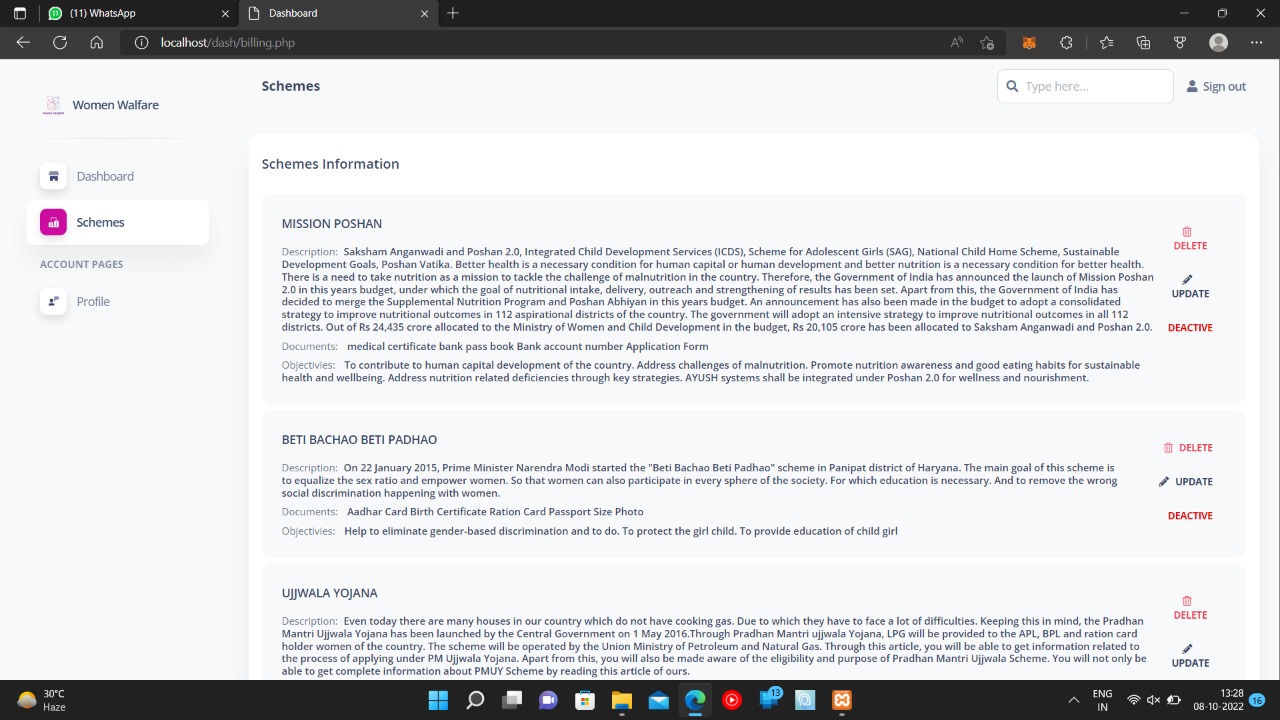 (11) WhatsApp
Dashboard
localhost/dash/billing.php
Women Walfare
Schemes
Type here...
Sign out
Dashboard
Schemes
ACCOUNT PAGES
Profile
Schemes Information
MISSION POSHAN
Description: Saksham Anganwadi and Poshan 2.0, Integrated Child Development Services (ICDS), Scheme for Adolescent Girls (SAG), National Child Home Scheme, Sustainable
Development Goals, Poshan Vatika. Better health is a necessary condition for human capital or human development and better nutrition is a necessary condition for better health.
There is a need to take nutrition as a mission to tackle the challenge of malnutrition in the country. Therefore, the Government of India has announced the launch of Mission Poshan
2.0 in this years budget, under which the goal of nutritional intake, delivery, outreach and strengthening of results has been set. Apart from this, the Government of India has
decided to merge the Supplemental Nutrition Program and Poshan Abhiyan in this years budget. An announcement has also been made in the budget to adopt a consolidated
strategy to improve nutritional outcomes in 112 aspirational districts of the country. The government will adopt an intensive strategy to improve nutritional outcomes in all 112
districts. Out of Rs 24,435 crore allocated to the Ministry of Women and Child Development in the budget, Rs 20,105 crore has been allocated to Saksham Anganwadi and Poshan 2.0.
Documents: medical certificate bank pass book Bank account number Application Form
Objectivies: To contribute to human capital development of the country. Address challenges of malnutrition. Promote nutrition awareness and good eating habits for sustainable
health and wellbeing. Address nutrition related deficiencies through key strategies. AYUSH systems shall be integrated under Poshan 2.0 for wellness and nourishment.
DELETE
UPDATE
DEACTIVE
BETI BACHAO BETI PADHAO
Description: On 22 January 2015, Prime Minister Narendra Modi started the "Beti Bachao Beti Padhao" scheme in Panipat district of Haryana. The main goal of this scheme is
to equalize the sex ratio and empower women. So that women can also participate in every sphere of the society. For which education is necessary. And to remove the wrong
social discrimination happening with women.
Documents: Aadhar Card Birth Certificate Ration Card Passport Size Photo
Objectivies: Help to eliminate gender-based discrimination and to do. To protect the girl child. To provide education of child girl
DELETE
UPDATE
DEACTIVE
UJJWALA YOJANA
Description: Even today there are many houses in our country which do not have cooking gas. Due to which they have to face a lot of difficulties. Keeping this in mind, the Pradhan
Mantri Ujjwala Yojana has been launched by the Central Government on 1 May 2016.Through Pradhan Mantri ujjwala Yojana, LPG will be provided to the APL, BPL and ration card
holder women of the country. The scheme will be operated by the Union Ministry of Petroleum and Natural Gas. Through this article, you will be able to get information related to
the process of applying under PM Ujjwala Yojana. Apart from this, you will also be made aware of the eligibility and purpose of Pradhan Mantri Ujjwala Scheme. You will not only be
able to get complete information about PMUY Scheme by reading this article of ours.
DELETE
UPDATE
30°C
Haze
13
ENG
IN
13:28
08-10-2022
16